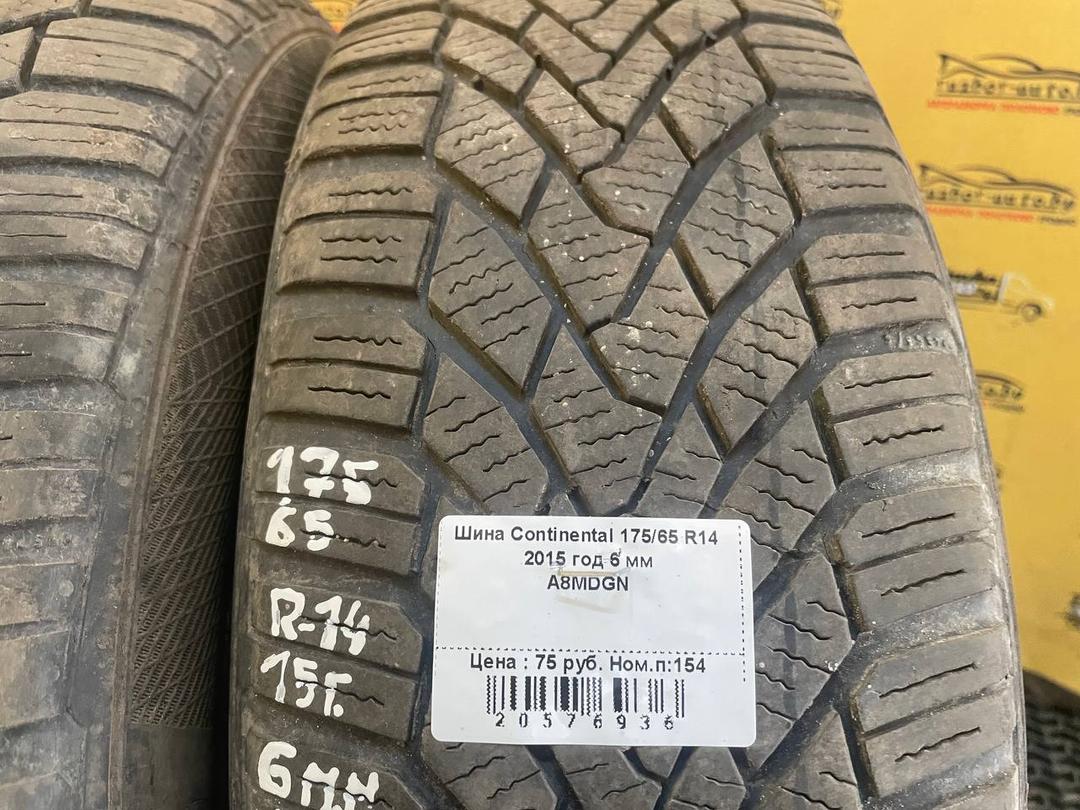 175
65
R-14
15г.
6мм
Шина Continental 175/65 R14
2015 год 6 мм
A8MDGN
Цена : 75 руб. Ном.п:154
20576936